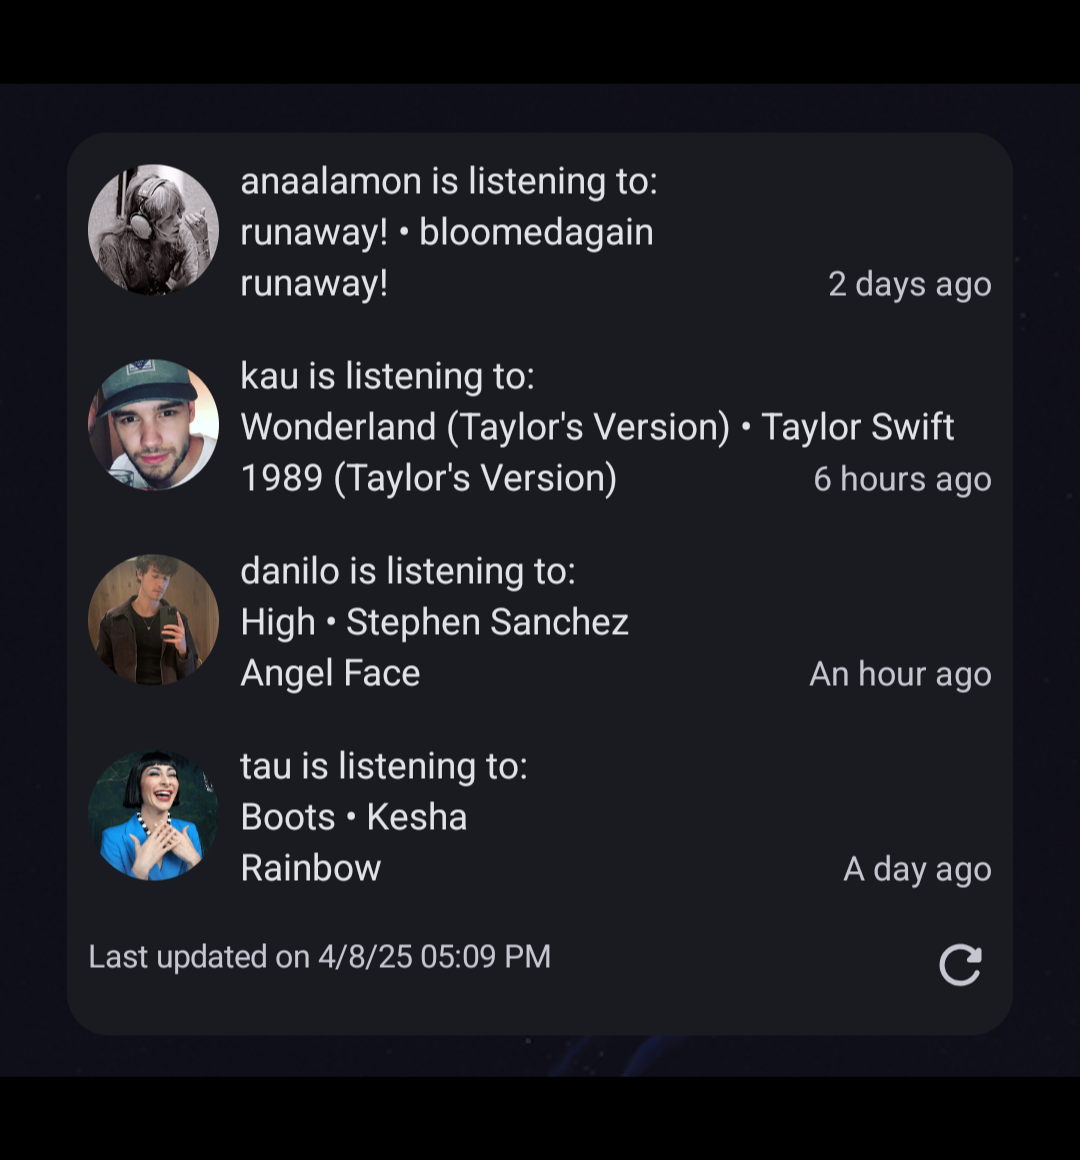 anaalamon is listening to:
runaway! • bloomedagain
runaway!
2 days ago
kau is listening to:
Wonderland (Taylor's Version) • Taylor Swift
1989 (Taylor's Version)
6 hours ago
danilo is listening to:
High • Stephen Sanchez
Angel Face
An hour ago
tau is listening to:
Boots • Kesha
Rainbow
A day ago
Last updated on 4/8/25 05:09 PM